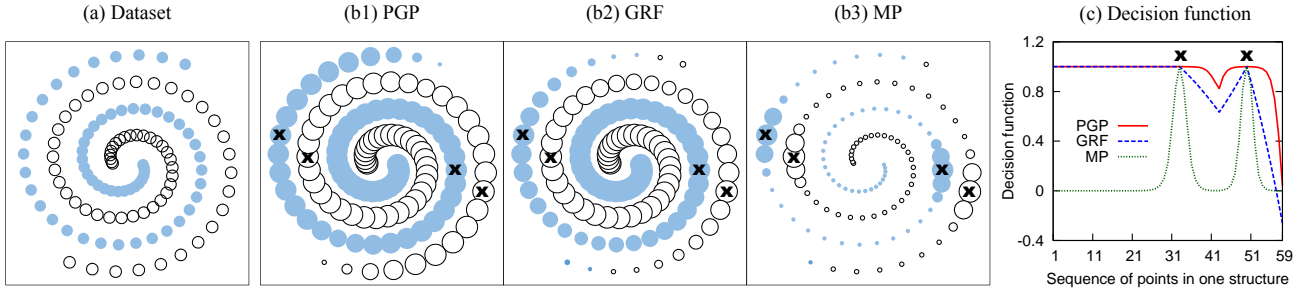 (a) Dataset
(b1) PGP
(b2) GRF
(b3) MP
(c) Decision function
x x
x x
x x
x x
x x
x x
x x
Decision function
1.2
0.8
0.4
0
-0.4
PGP
GRF
MP
1 11 21 31 41 51 59
Sequence of points in one structure